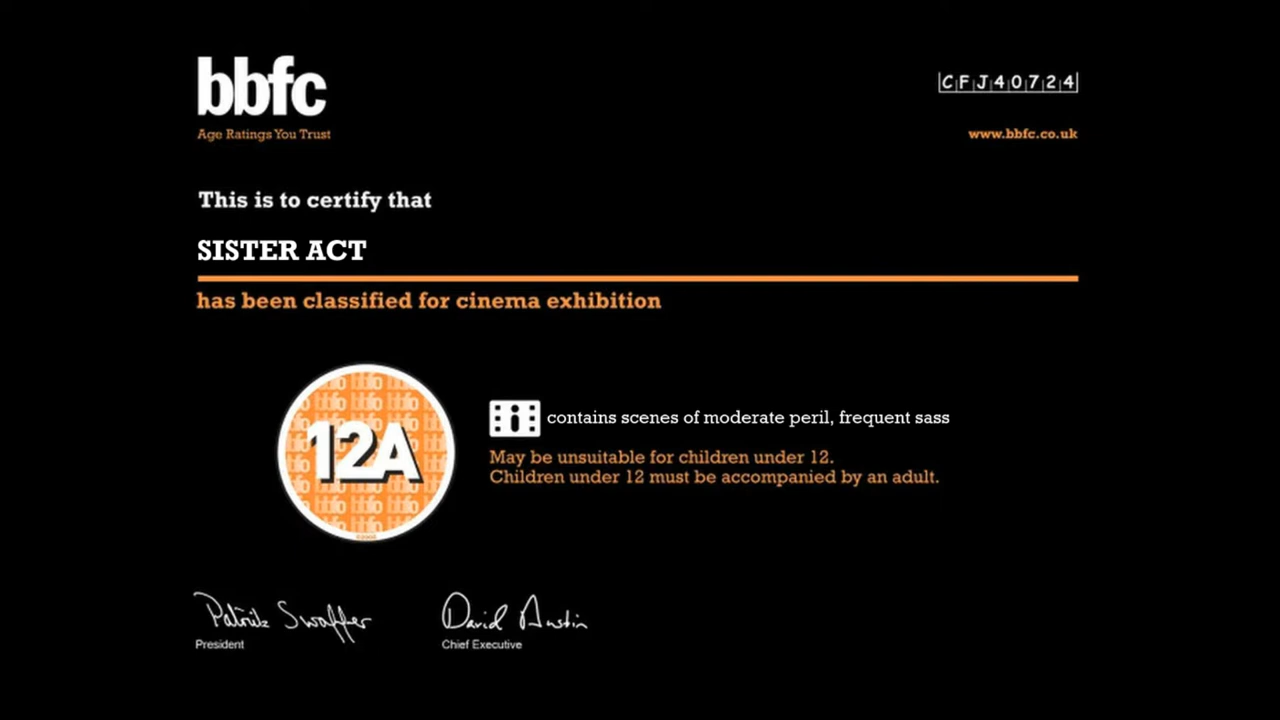 bbfc
CFJ40724
Age Ratings You Trust
www.bbfc.co.uk
This is to certify that
SISTER ACT
has been classified for cinema exhibition
12A
i contains scenes of moderate peril, frequent sass
May be unsuitable for children under 12.
Children under 12 must be accompanied by an adult.
Patrick Swaffer
David Austin
President
Chief Executive